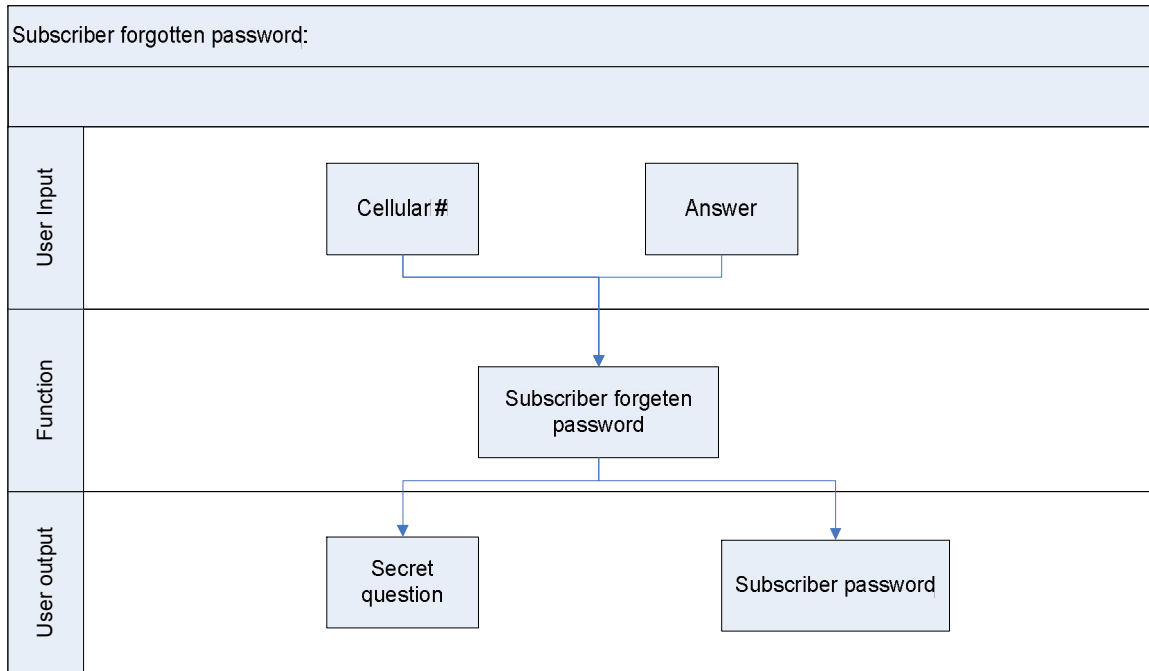 Subscriber forgotten password:
User Input
Cellular #
Answer
Function
Subscriber forgeten
password
User output
Secret
question
Subscriber password